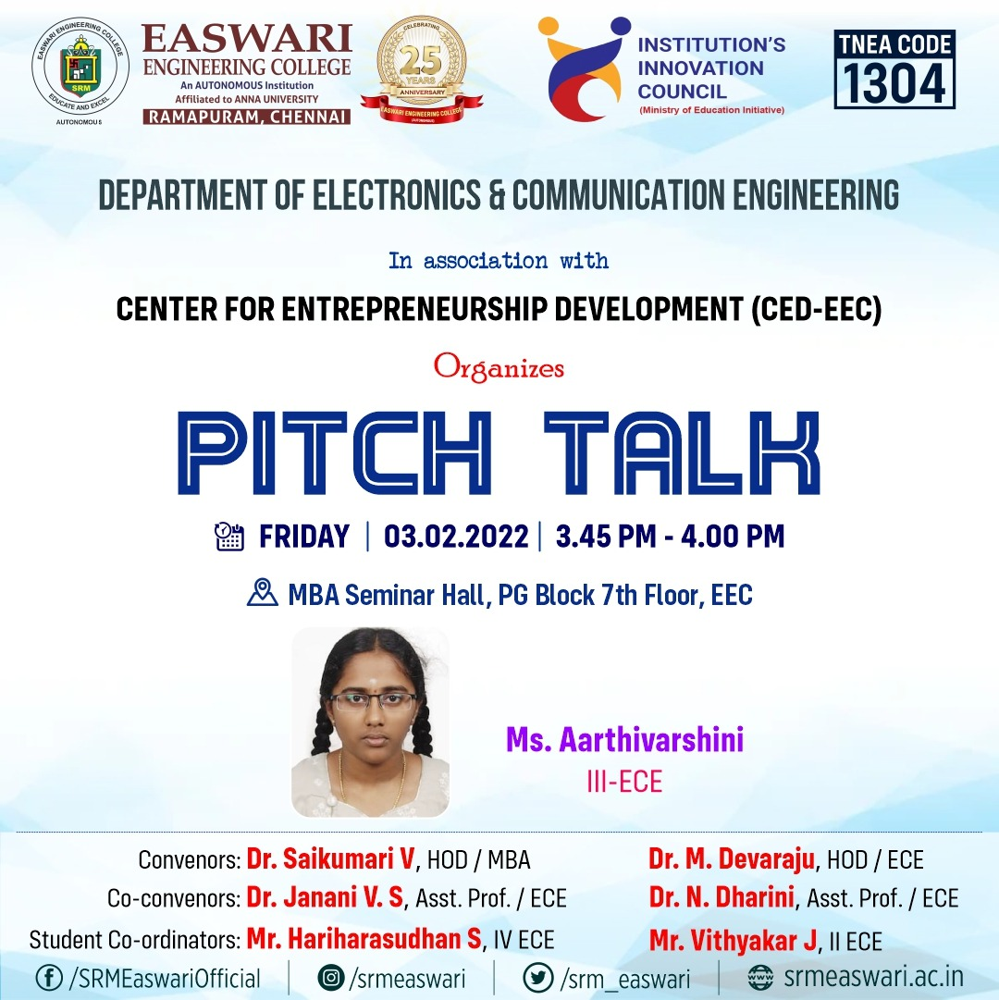 EASWARI ENGINEERING COLLEGE
SRM
EDUCATE AND EXCEL
AUTONOMOUS
EASWARI
ENGINEERING COLLEGE
An AUTONOMOUS Institution
Affiliated to ANNA UNIVERSITY
RAMAPURAM, CHENNAI
CELEBRATING
25
YEARS
ANNIVERSARY
EASWARI ENGINEERING COLLEGE
(AUTONOMOUS)
INSTITUTION'S
INNOVATION
COUNCIL
(Ministry of Education Initiative)
TNEA CODE
1304
DEPARTMENT OF ELECTRONICS & COMMUNICATION ENGINEERING
In association with
CENTER FOR ENTREPRENEURSHIP DEVELOPMENT (CED-EEC)
Organizes
PITCH TALK
FRIDAY | 03.02.2022 | 3.45 PM - 4.00 PM
MBA Seminar Hall, PG Block 7th Floor, EEC
Ms. Aarthivarshini
III-ECE
Convenors: Dr. Saikumari V, HOD / MBA Dr. M. Devaraju, HOD / ECE
Co-convenors: Dr. Janani V. S, Asst. Prof. / ECE Dr. N. Dharini, Asst. Prof. / ECE
Student Co-ordinators: Mr. Hariharasudhan S, IV ECE Mr. Vithyakar J, II ECE
/SRMEaswariOfficial | /srmeaswari | /srm_easwari | srmeaswari.ac.in